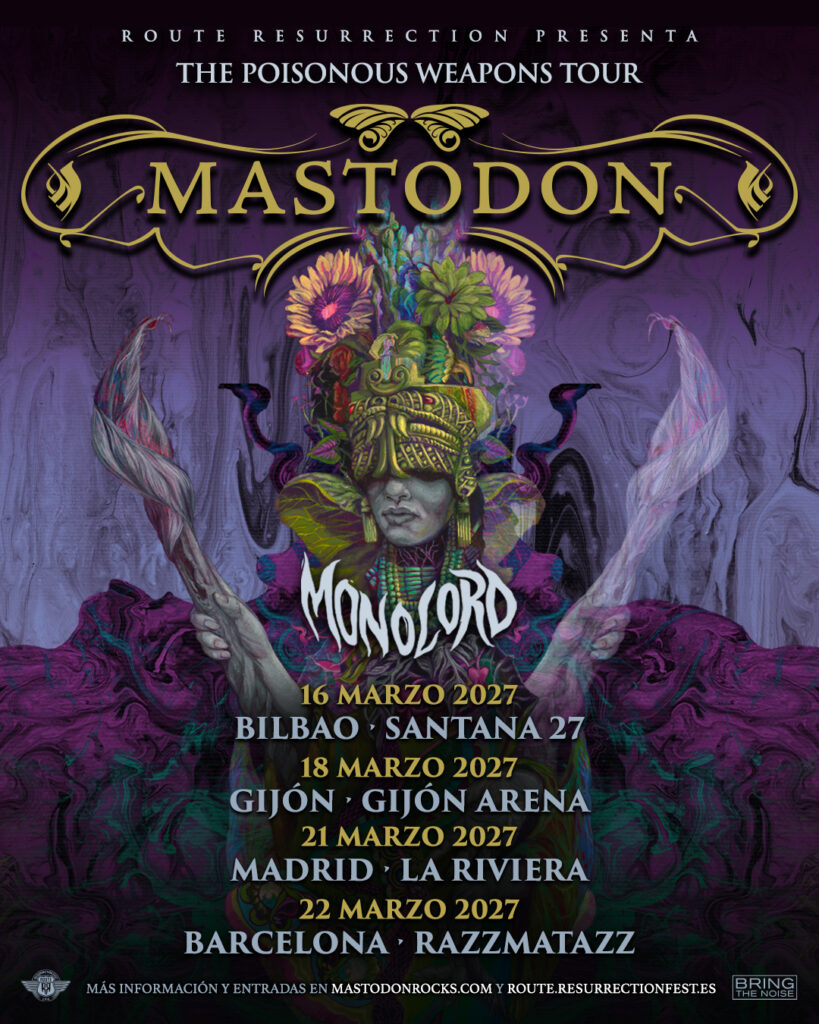 ROUTE RESURRECTION PRESENTA
THE POISONOUS WEAPONS TOUR
MASTODON
MONOLORD
16 MARZO 2027
BILBAO · SANTANA 27
18 MARZO 2027
GIJÓN · GIJÓN ARENA
21 MARZO 2027
MADRID · LA RIVIERA
22 MARZO 2027
BARCELONA · RAZZMATAZZ
MÁS INFORMACIÓN Y ENTRADAS EN MASTODONROCKS.COM Y ROUTE.RESURRECTIONFEST.ES
BRING
THE NOISE